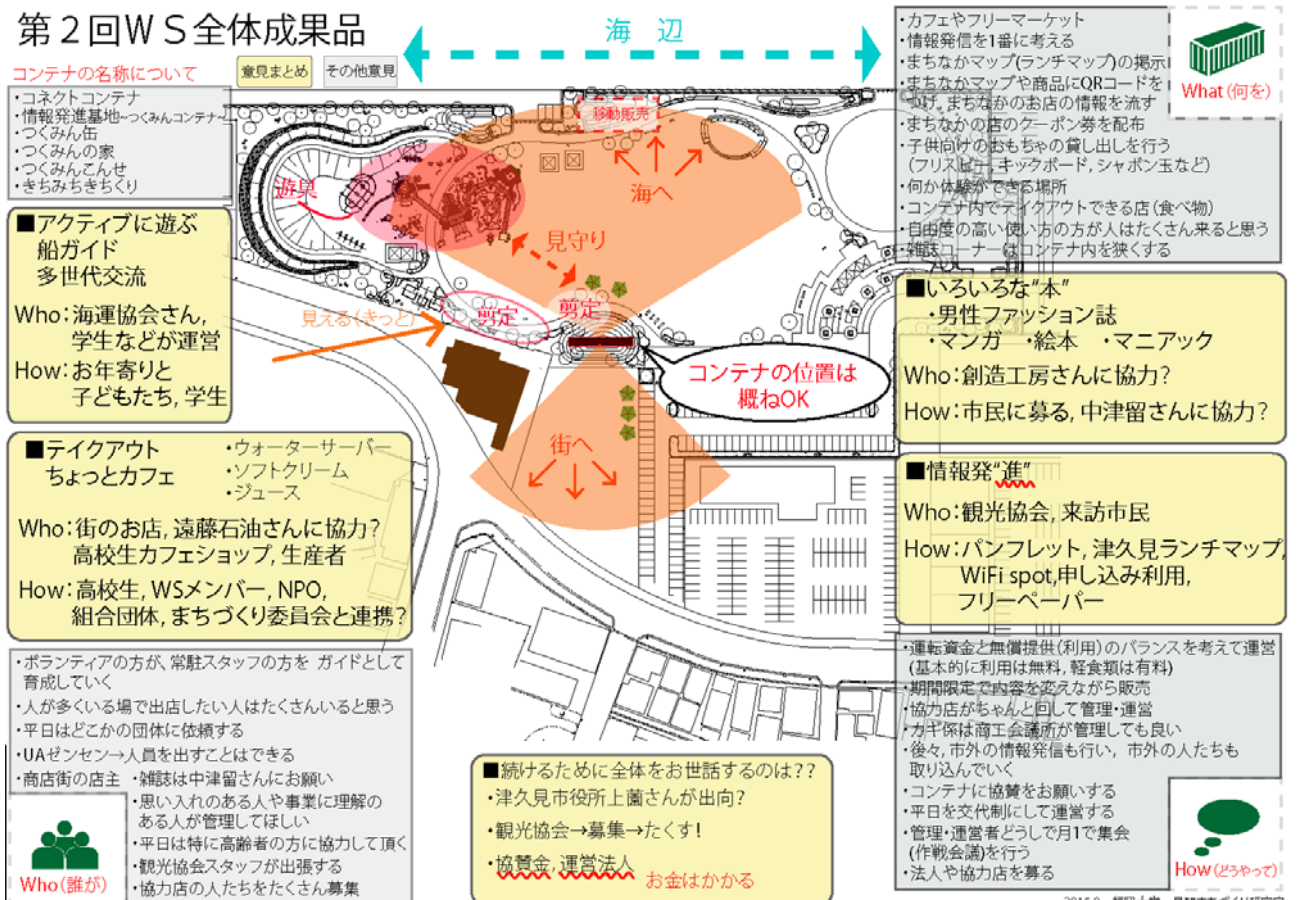 第２回ＷＳ全体成果品
海 辺
コンテナの名称について
意見まとめ
その他意見
・コネクトコンテナ
・情報発進基地~つくみんコンテナ~
・つくみん缶
・つくみんの家
・つくみんこんせ
・きちみちきちくり
■アクティブに遊ぶ
船ガイド
多世代交流
Who：海運協会さん，
学生などが運営
How：お年寄りと
子どもたち，学生
■テイクアウト
ちょっとカフェ
・ウォーターサーバー
・ソフトクリーム
・ジュース
Who：街のお店，遠藤石油さんに協力？
高校生カフェショップ，生産者
How：高校生，WSメンバー，NPO，
組合団体，まちづくり委員会と連携？
・ボランティアの方が、常駐スタッフの方を ガイドとして
育成していく
・人が多くいる場で出店したい人はたくさんいると思う
・平日はどこかの団体に依頼する
・UAゼンセン→人員を出すことはできる
・商店街の店主 ・雑誌は中津留さんにお願い
・思い入れのある人や事業に理解の
ある人が管理してほしい
・平日は特に高齢者の方に協力して頂く
・観光協会スタッフが出張する
・協力店の人たちをたくさん募集
Who（誰が）
移動販売
遊具
海へ
見守り
剪定
剪定
見える（きっと）
コンテナの位置は
概ねOK
街へ
■続けるために全体をお世話するのは？？
・津久見市役所上薗さんが出向？
・観光協会→募集→たくす！
・協賛金，運営法人
お金はかかる
・カフェやフリーマーケット
・情報発信を1番に考える
・まちなかマップ(ランチマップ)の掲示
・まちなかマップや商品にQRコードを
つけ，まちなかのお店の情報を流す
・まちなかの店のクーポン券を配布
・子供向けのおもちゃの貸し出しを行う
（フリスビー，キックボード，シャボン玉など）
・何か体験ができる場所
・コンテナ内でテイクアウトできる店（食べ物）
・自由度の高い使い方の方が人はたくさん来ると思う
・雑誌コーナーはコンテナ内を狭くする
What（何を）
■いろいろな“本”
・男性ファッション誌
・マンガ ・絵本 ・マニアック
Who：創造工房さんに協力？
How：市民に募る，中津留さんに協力？
■情報発“進”
Who：観光協会，来訪市民
How：パンフレット，津久見ランチマップ，
WiFi spot,申し込み利用，
フリーペーパー
・運転資金と無償提供（利用）のバランスを考えて運営
（基本的に利用は無料，軽食類は有料）
・期間限定で内容を変えながら販売
・協力店がちゃんと回して管理・運営
・カギ係は商工会議所が管理しても良い
・後々，市外の情報発信も行い，市外の人たちも
取り込んでいく
・コンテナに協賛をお願いする
・平日を交代制にして運営する
・管理・運営者どうしで月1で集会
（作戦会議）を行う
・法人や協力店を募る
How（どうやって）